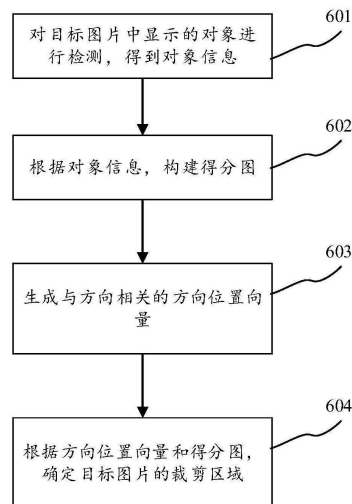 601
对目标图片中显示的对象进
行检测，得到对象信息
602
根据对象信息，构建得分图
603
生成与方向相关的方向位置向
量
604
根据方向位置向量和得分图，
确定目标图片的裁剪区域